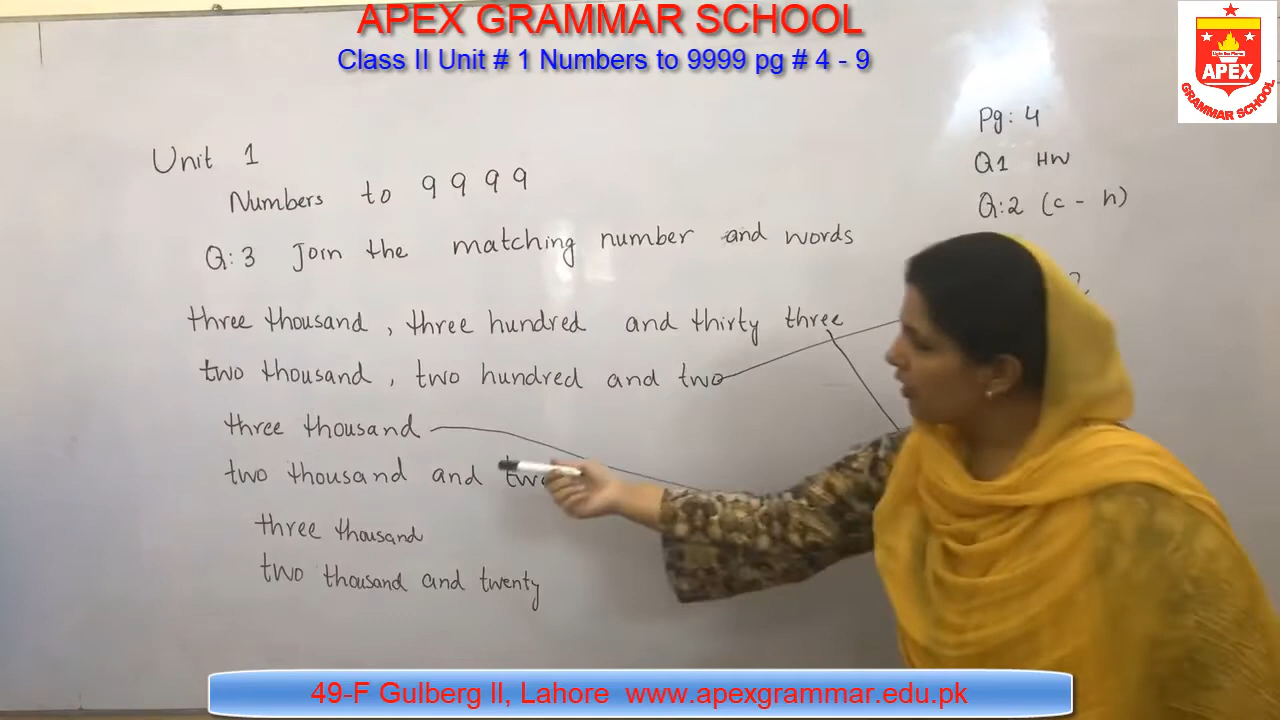 APEX GRAMMAR SCHOOL
Class II Unit # 1 Numbers to 9999 pg # 4 - 9
APEX
GRAMMAR SCHOOL
Pg: 4
Q1 HW
Q:2 (c - h)
2
Unit 1
Numbers to 9999
Q:3 Join the matching number and words
three thousand, three hundred and thirty three
two thousand, two hundred and two
three thousand
two thousand and
three thousand
two thousand and twenty
49-F Gulberg II, Lahore www.apexgrammar.edu.pk